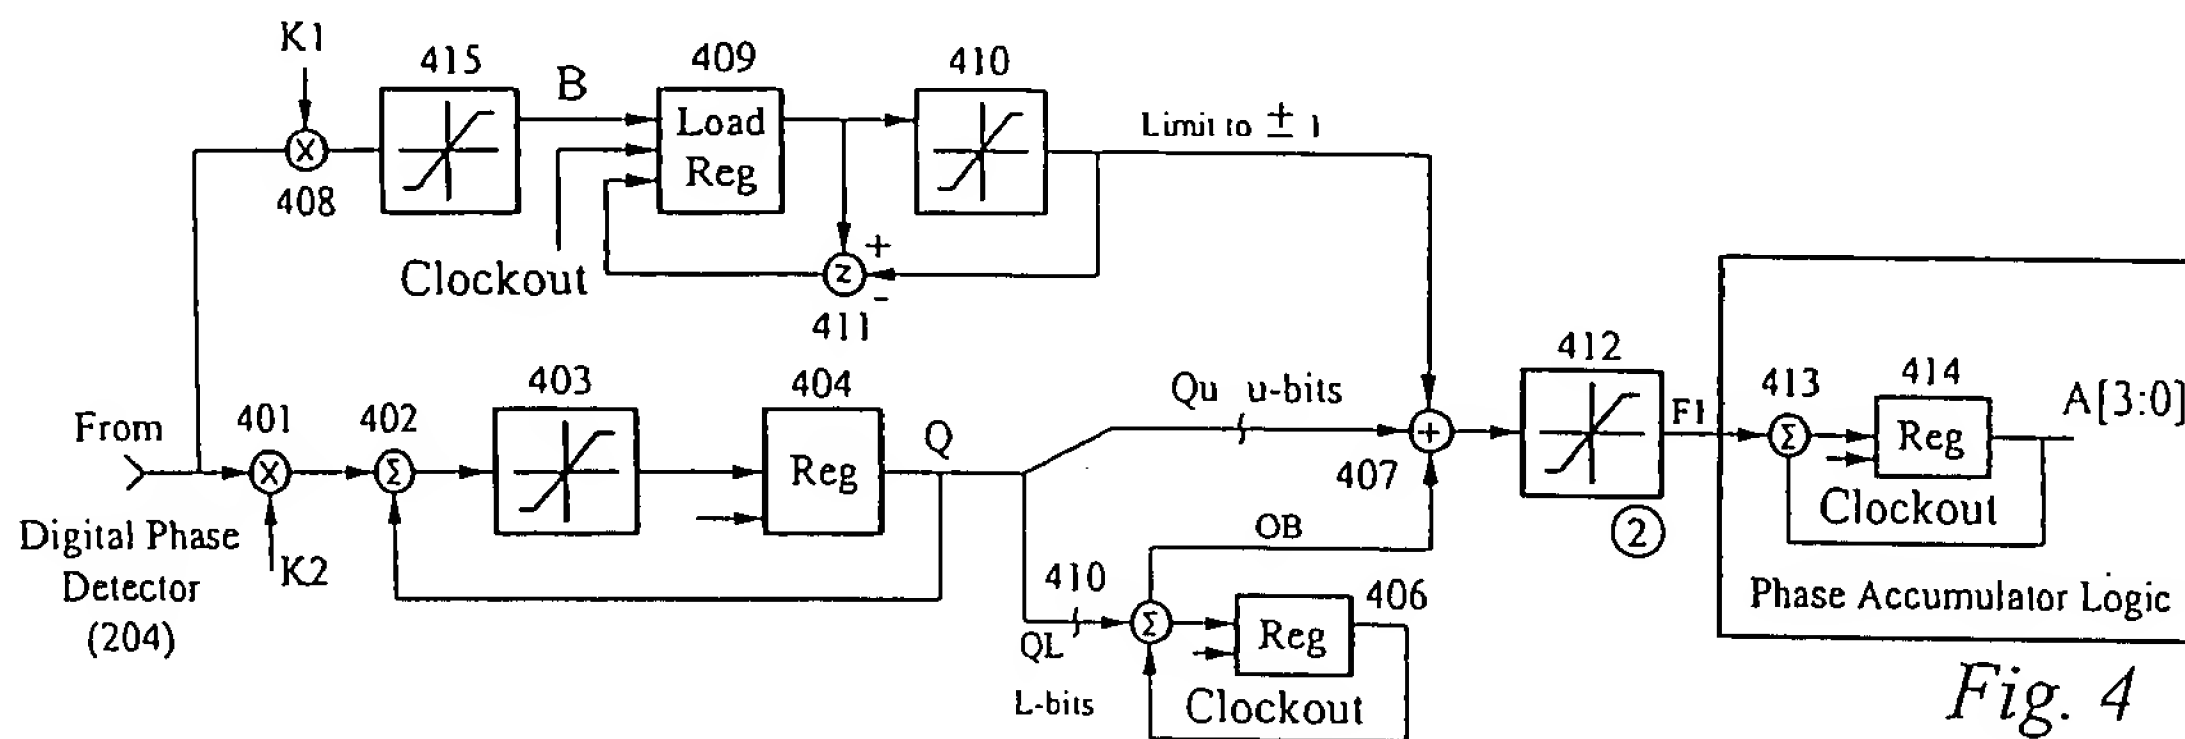 K1
415
B
409
410
Load
Reg
Limit to ± 1
X
408
Clockout
Z
+
-
411
From
401
402
403
404
Q
Qu u-bits
412
413
414
A[3:0]
X
Σ
Reg
+
407
F1
Σ
Reg
Clockout
2
Digital Phase
Detector
(204)
K2
OB
410
406
QL
L-bits
Σ
Reg
Clockout
Phase Accumulator Logic
Fig. 4